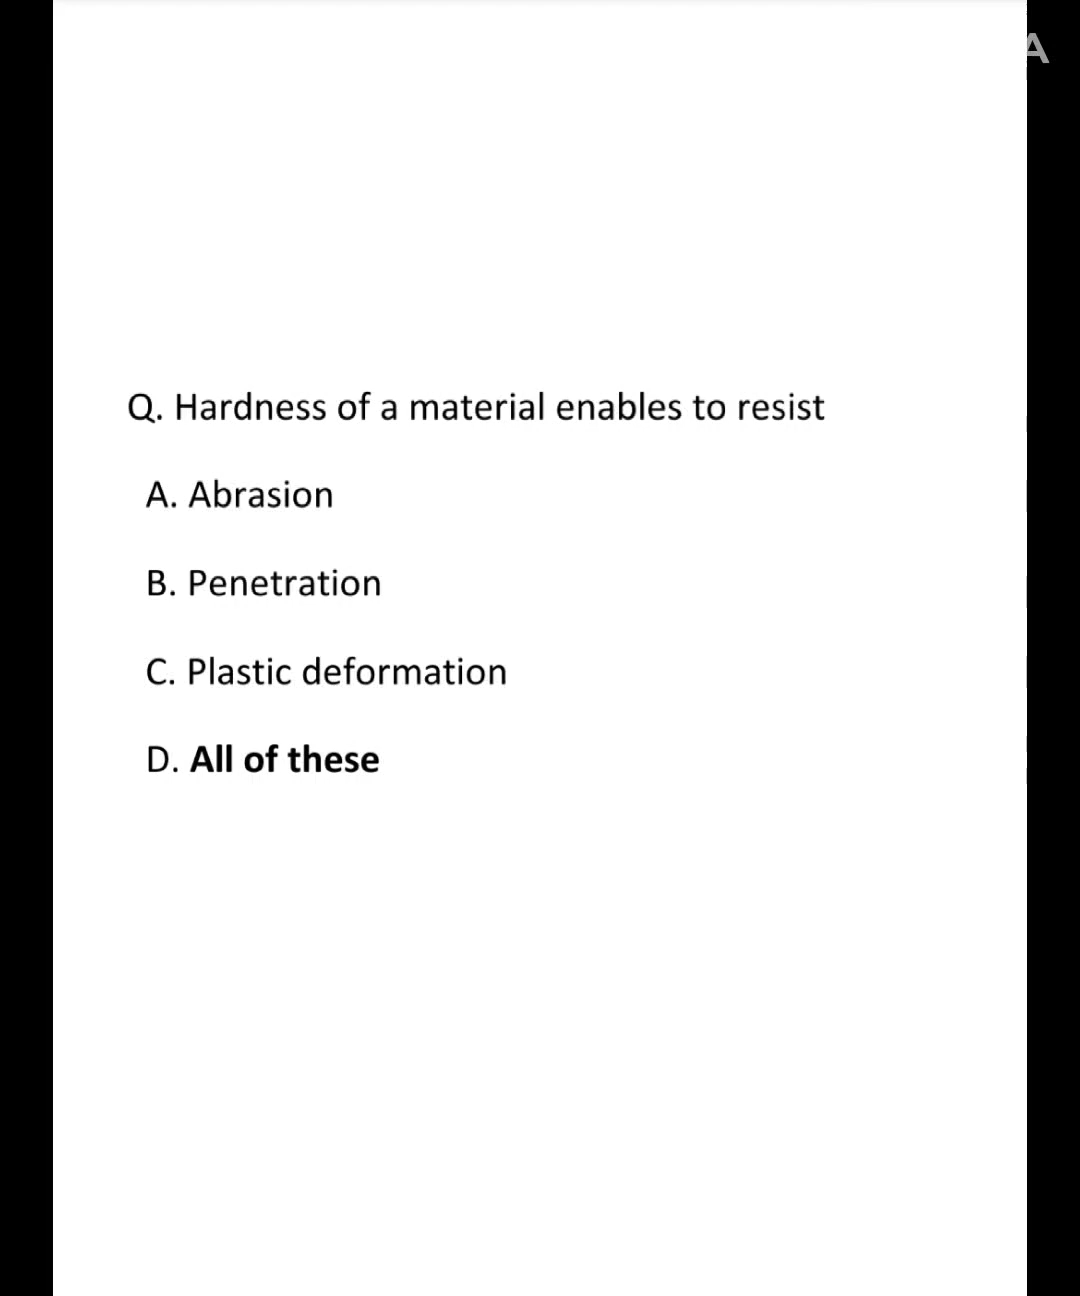 A
Q. Hardness of a material enables to resist
A. Abrasion
B. Penetration
C. Plastic deformation
D. All of these